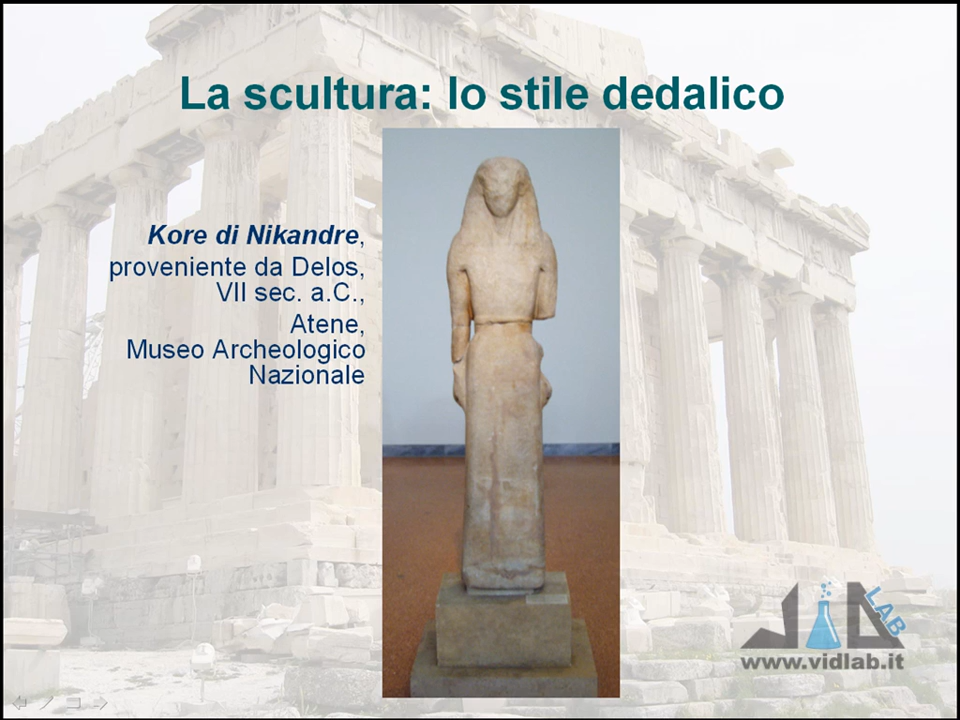 La scultura: lo stile dedalico
Kore di Nikandre,
proveniente da Delos,
VII sec. a.C.,
Atene,
Museo Archeologico
Nazionale
LAB
www.vidlab.it